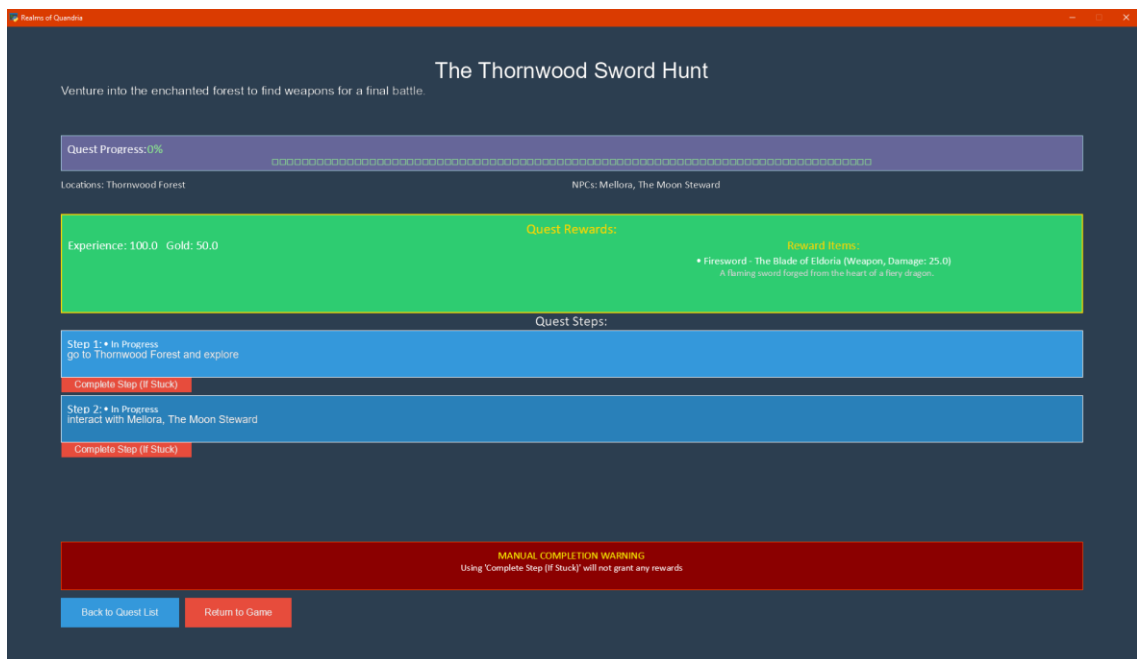 Realms of Quandria
The Thornwood Sword Hunt
Venture into the enchanted forest to find weapons for a final battle.
Quest Progress:0%
Locations: Thornwood Forest
NPCs: Mellora, The Moon Steward
Quest Rewards:
Experience: 100.0 Gold: 50.0
Reward Items:
• Firesword - The Blade of Eldoria (Weapon, Damage: 25.0)
A flaming sword forged from the heart of a fiery dragon.
Quest Steps:
Step 1: • In Progress
go to Thornwood Forest and explore
Complete Step (If Stuck)
Step 2: • In Progress
interact with Mellora, The Moon Steward
Complete Step (If Stuck)
MANUAL COMPLETION WARNING
Using 'Complete Step (If Stuck)' will not grant any rewards
Back to Quest List
Return to Game